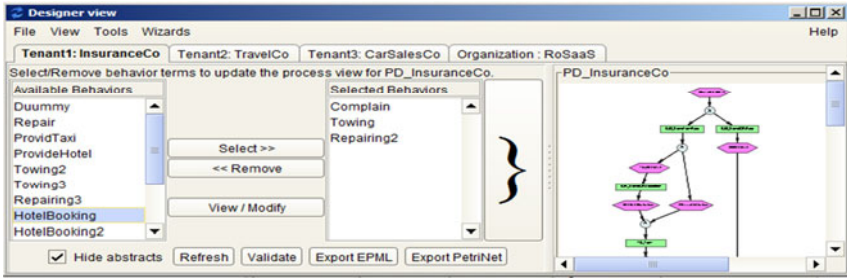 Designer view
File View Tools Wizards Help
Tenant1: InsuranceCo Tenant2: TravelCo Tenant3: CarSalesCo Organization : RoSaaS
Select/Remove behavior terms to update the process view for PD_InsuranceCo.
Available Behaviors
Duummy
Repair
ProvidTaxi
ProvideHotel
Towing2
Towing3
Repairing3
HotelBooking
HotelBooking2
Select >>
<< Remove
View / Modify
Selected Behaviors
Complain
Towing
Repairing2
}
PD_InsuranceCo
Hide abstracts Refresh Validate Export EPML Export PetriNet